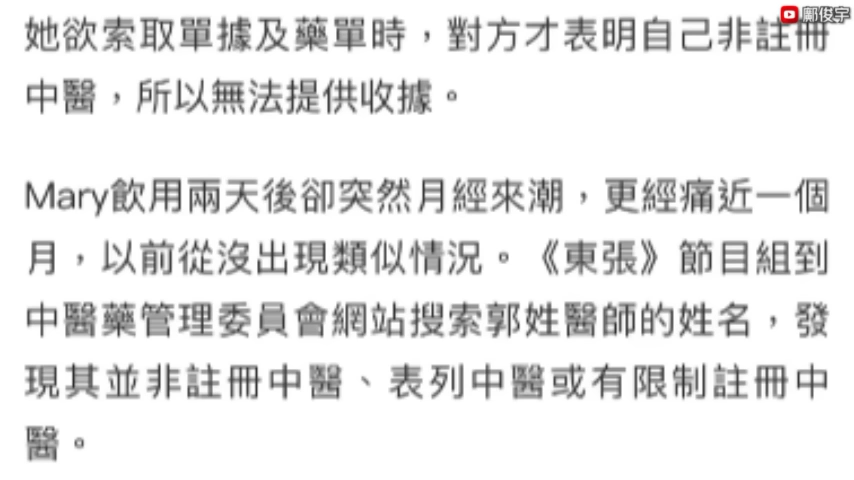 鄺俊宇
她欲索取單據及藥單時，對方才表明自己非註冊
中醫，所以無法提供收據。
Mary飲用兩天後卻突然月經來潮，更經痛近一個
月，以前從沒出現類似情況。《東張》節目組到
中醫藥管理委員會網站搜索郭姓醫師的姓名，發
現其並非註冊中醫、表列中醫或有限制註冊中
醫。